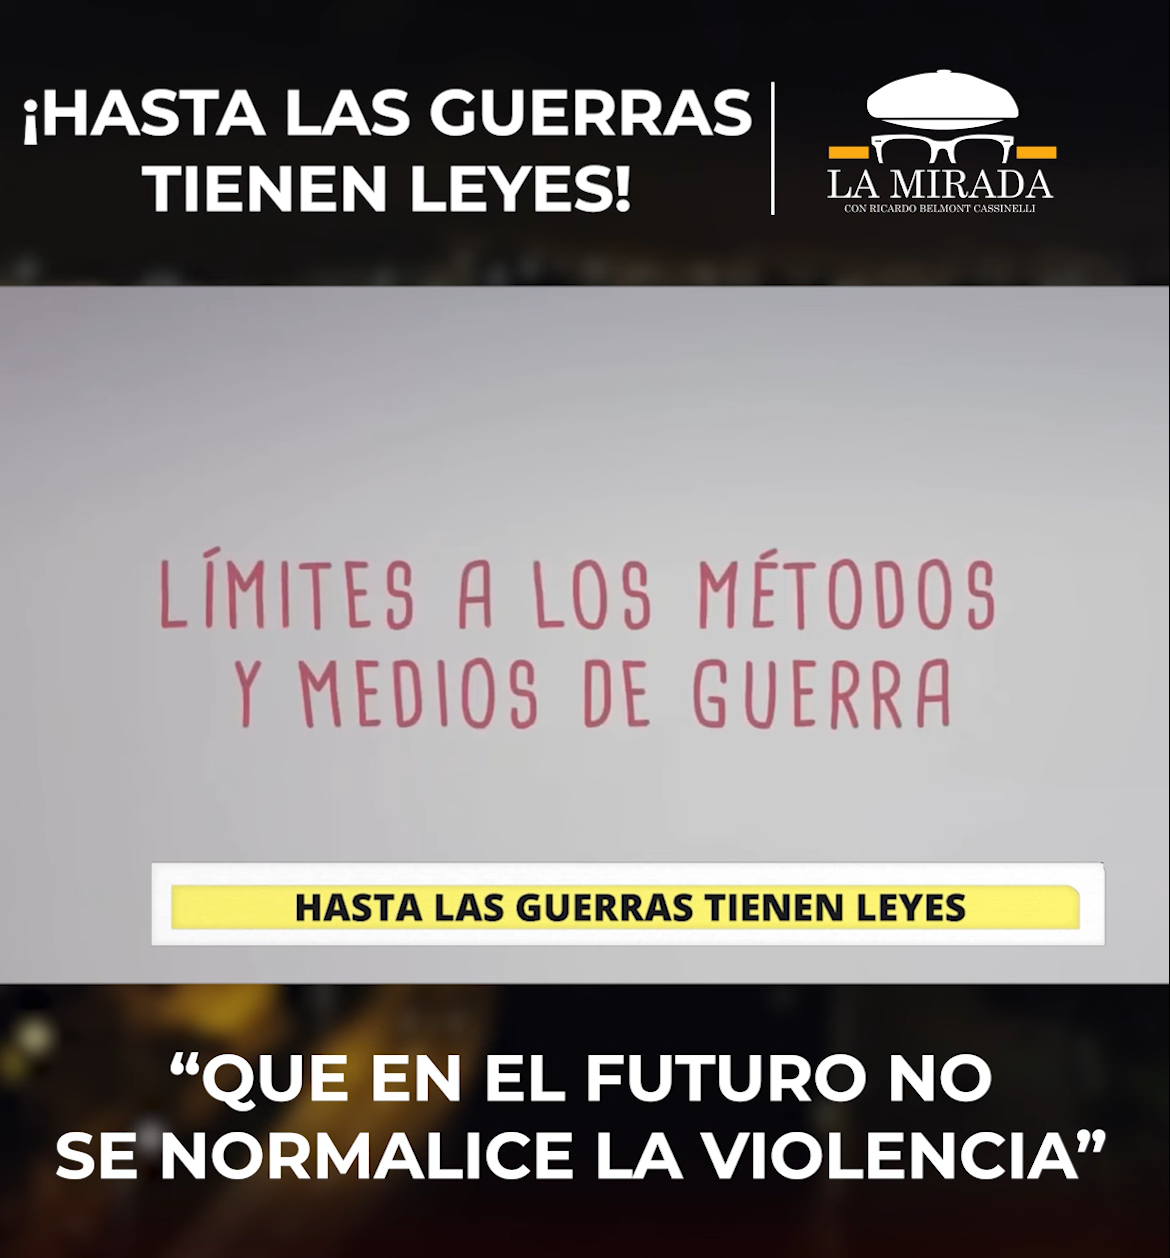 ¡HASTA LAS GUERRAS
TIENEN LEYES!
LA MIRADA
CON RICARDO BELMONT CASSINELLI
LÍMITES A LOS MÉTODOS
Y MEDIOS DE GUERRA
HASTA LAS GUERRAS TIENEN LEYES
“QUE EN EL FUTURO NO
SE NORMALICE LA VIOLENCIA”